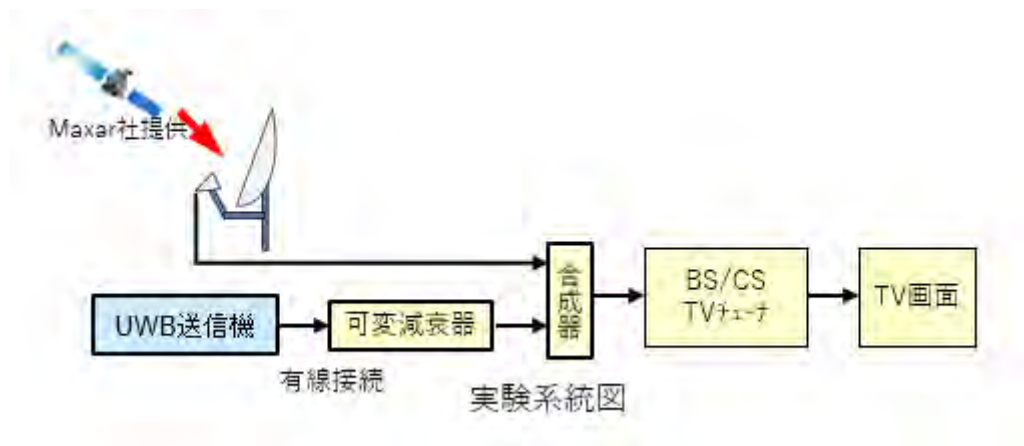 Maxar社提供
合成器
BS/CS
TVﾁｭｰﾅ
TV画面
UWB送信機
可変減衰器
有線接続
実験系統図